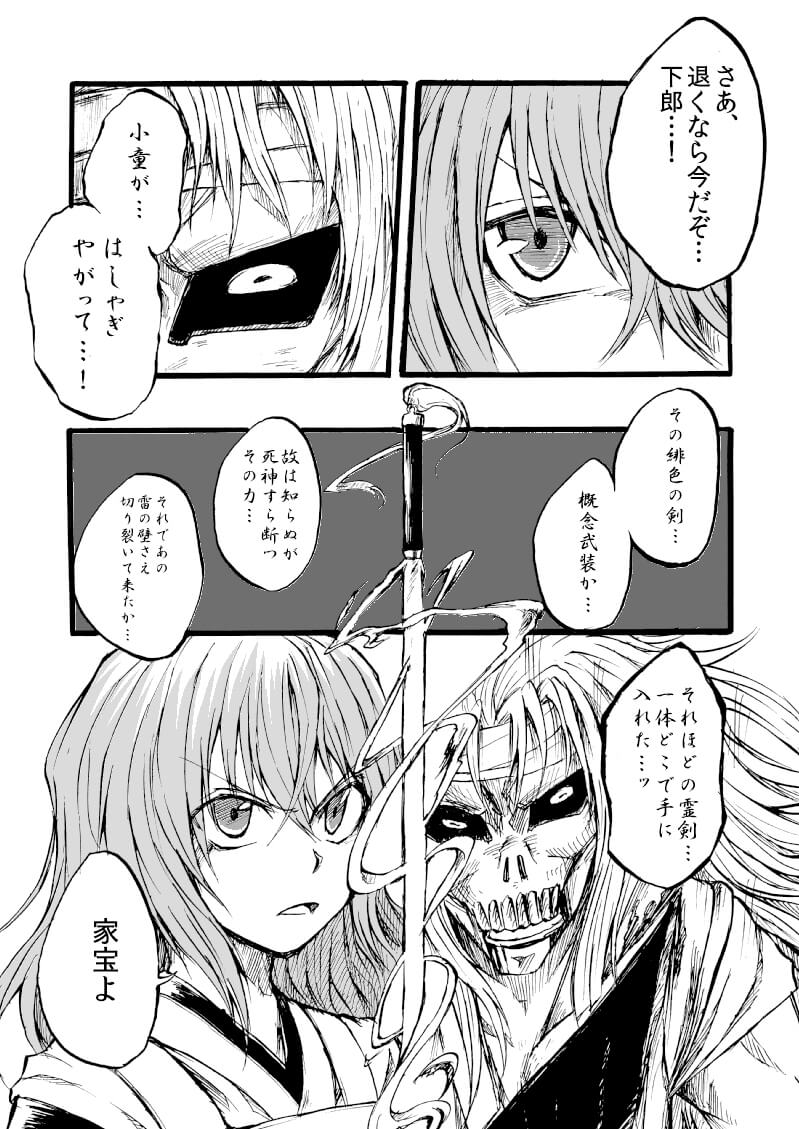 さあ、
退くなら今だぞ…
下郎…！
小童が…
はしゃぎ
やがって…！
その緋色の剣…
概念武装か…
故は知らぬが
死神すら断つ
その力…
それであの
雷の壁さえ
切り裂いて来たか…
それほどの霊剣…
一体どこで手に
入れた…ッ
家宝よ